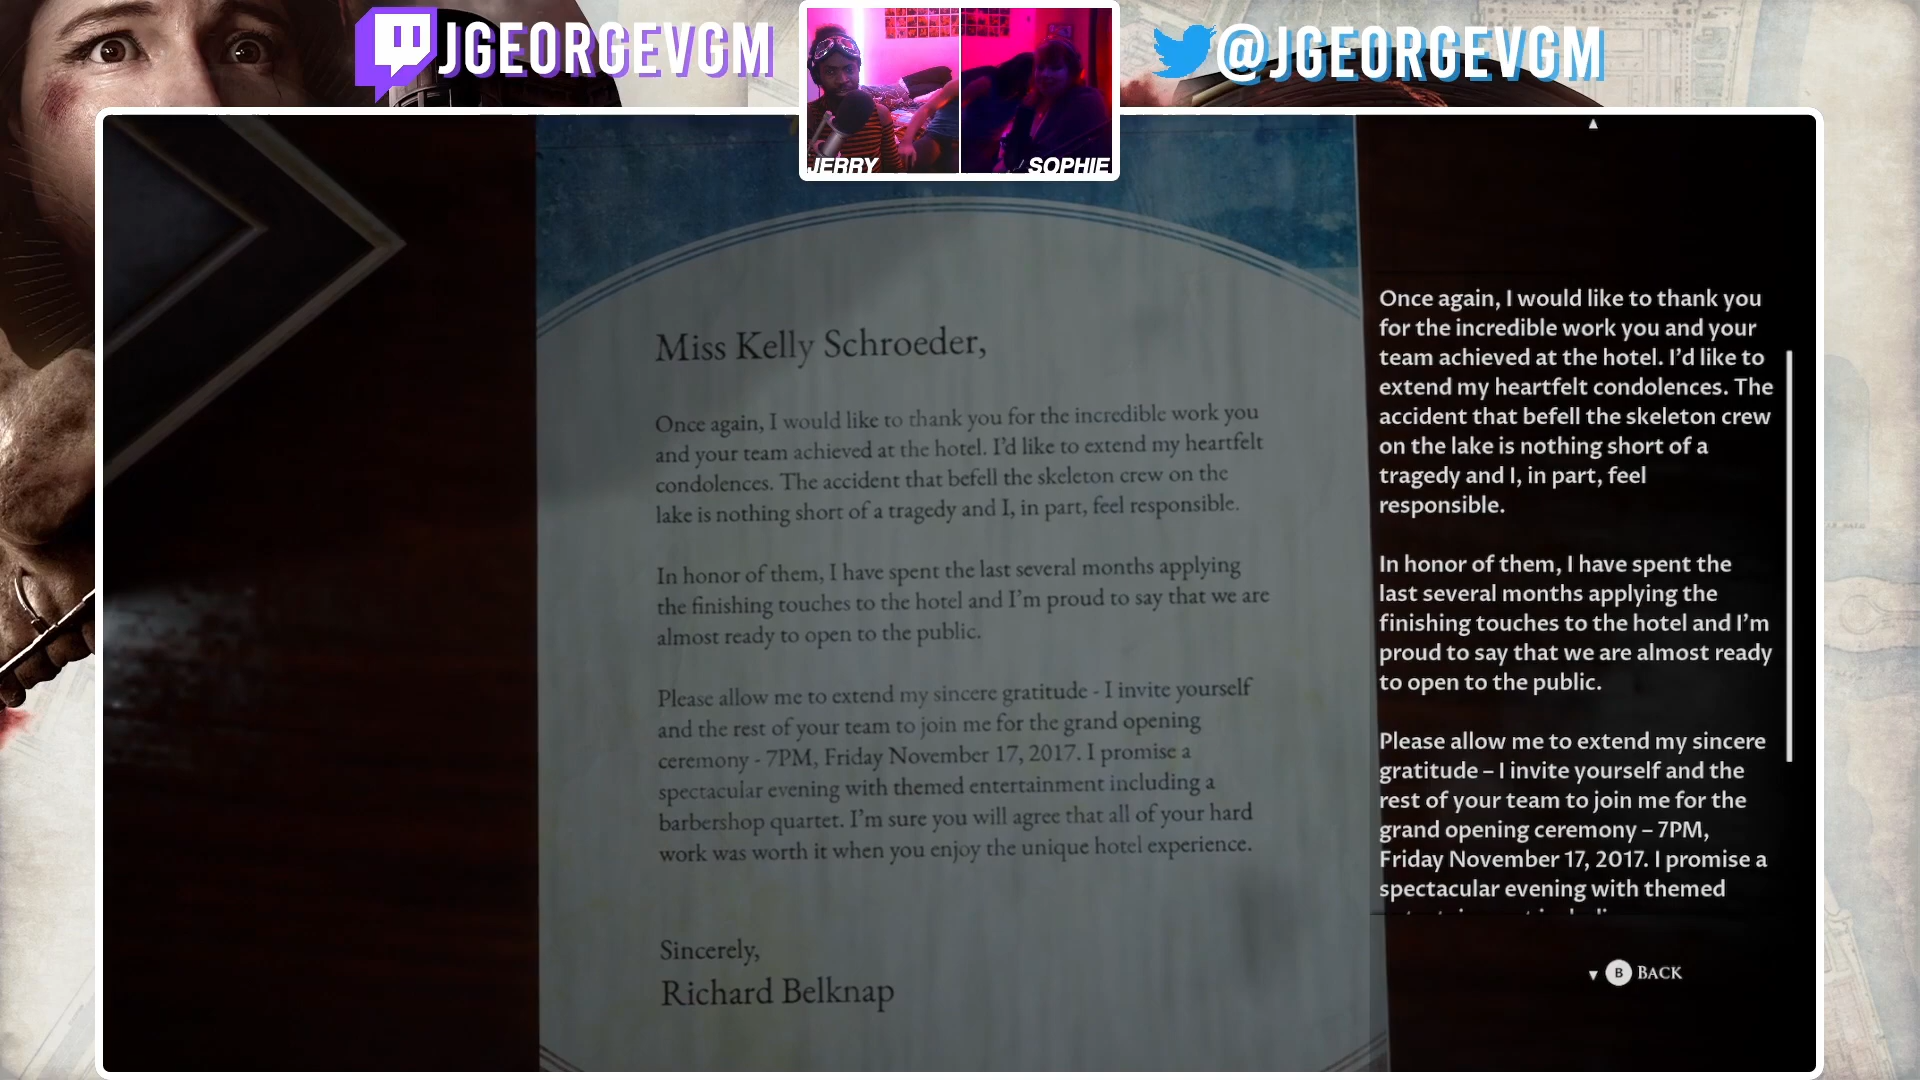 JGEORGEVGM
@JGEORGEVGM
JERRY
SOPHIE
Miss Kelly Schroeder,
Once again, I would like to thank you for the incredible work you
and your team achieved at the hotel. I'd like to extend my heartfelt
condolences. The accident that befell the skeleton crew on the
lake is nothing short of a tragedy and I, in part, feel responsible.
In honor of them, I have spent the last several months applying
the finishing touches to the hotel and I'm proud to say that we are
almost ready to open to the public.
Please allow me to extend my sincere gratitude - I invite yourself
and the rest of your team to join me for the grand opening
ceremony - 7PM, Friday November 17, 2017. I promise a
spectacular evening with themed entertainment including a
barbershop quartet. I'm sure you will agree that all of your hard
work was worth it when you enjoy the unique hotel experience.
Sincerely,
Richard Belknap
Once again, I would like to thank you
for the incredible work you and your
team achieved at the hotel. I'd like to
extend my heartfelt condolences. The
accident that befell the skeleton crew
on the lake is nothing short of a
tragedy and I, in part, feel
responsible.
In honor of them, I have spent the
last several months applying the
finishing touches to the hotel and I'm
proud to say that we are almost ready
to open to the public.
Please allow me to extend my sincere
gratitude – I invite yourself and the
rest of your team to join me for the
grand opening ceremony – 7PM,
Friday November 17, 2017. I promise a
spectacular evening with themed
B BACK